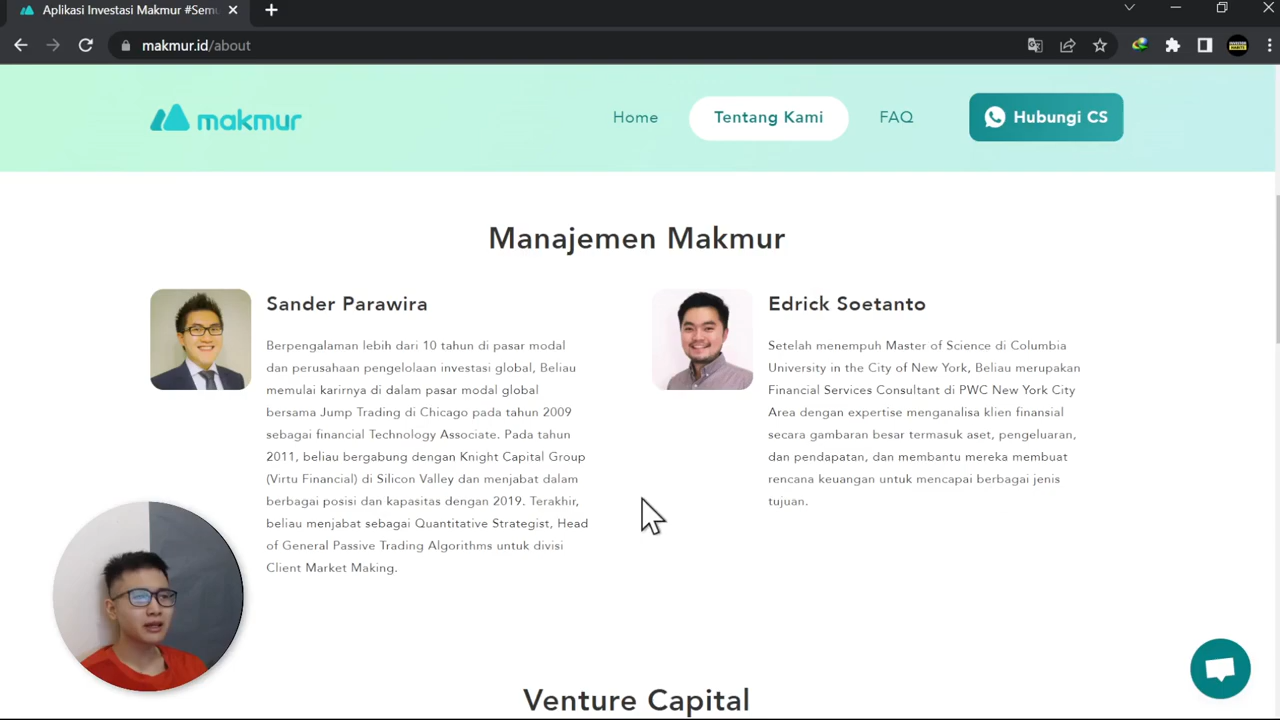 Aplikasi Investasi Makmur #Sem
makmur.id/about
makmur
Home
Tentang Kami
FAQ
Hubungi CS
Manajemen Makmur
Sander Parawira
Berpengalaman lebih dari 10 tahun di pasar modal
dan perusahaan pengelolaan investasi global, Beliau
memulai karirnya di dalam pasar modal global
bersama Jump Trading di Chicago pada tahun 2009
sebagai financial Technology Associate. Pada tahun
2011, beliau bergabung dengan Knight Capital Group
(Virtu Financial) di Silicon Valley dan menjabat dalam
berbagai posisi dan kapasitas dengan 2019. Terakhir,
beliau menjabat sebagai Quantitative Strategist, Head
of General Passive Trading Algorithms untuk divisi
Client Market Making.
Edrick Soetanto
Setelah menempuh Master of Science di Columbia
University in the City of New York, Beliau merupakan
Financial Services Consultant di PWC New York City
Area dengan expertise menganalisa klien finansial
secara gambaran besar termasuk aset, pengeluaran,
dan pendapatan, dan membantu mereka membuat
rencana keuangan untuk mencapai berbagai jenis
tujuan.
Venture Capital